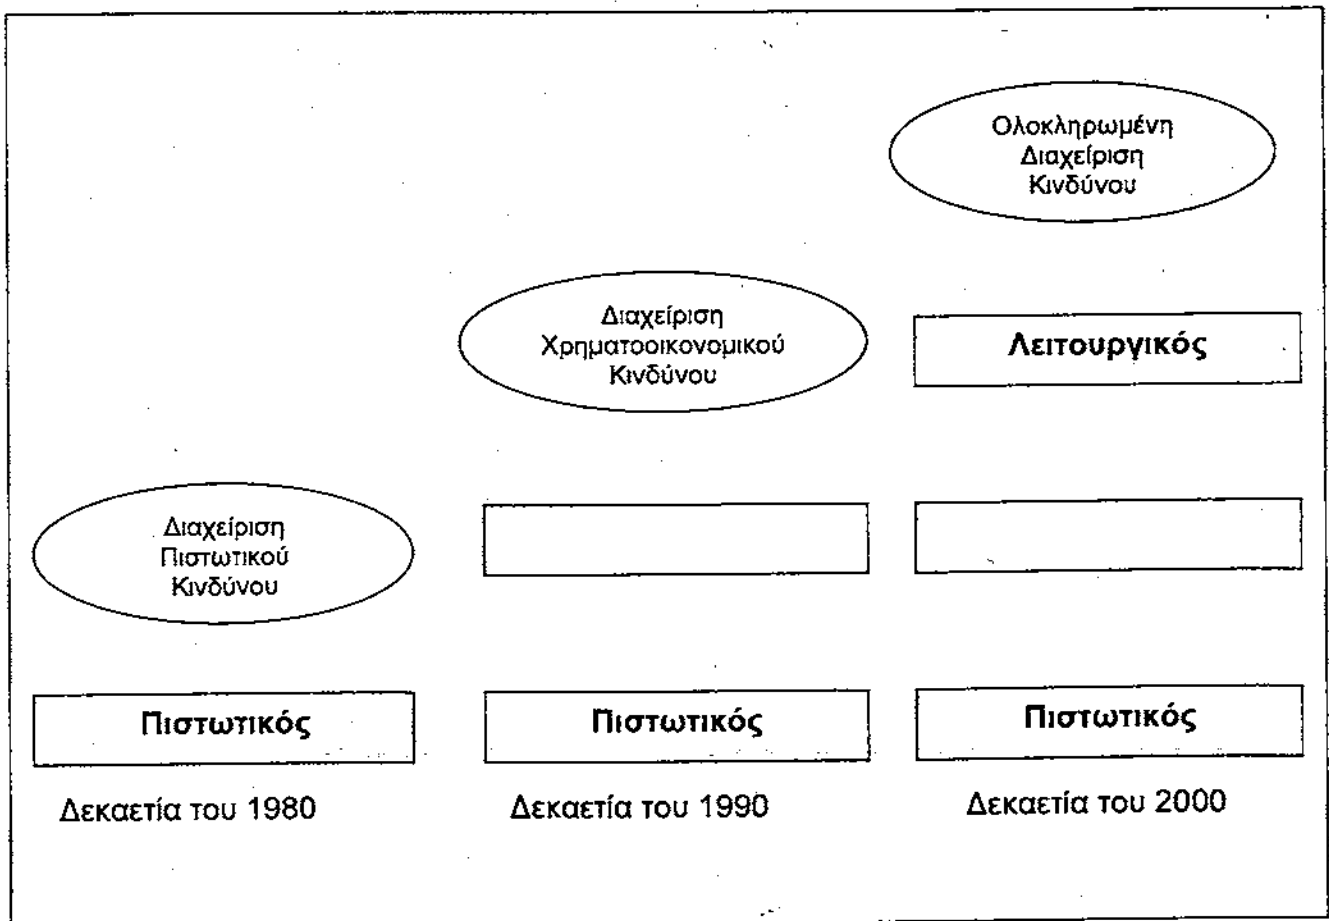 Ολοκληρωμένη
Διαχείριση
Κινδύνου
Διαχείριση
Χρηματοοικονομικού
Κινδύνου
Λειτουργικός
Διαχείριση
Πιστωτικού
Κινδύνου
Πιστωτικός
Πιστωτικός
Πιστωτικός
Δεκαετία του 1980
Δεκαετία του 1990
Δεκαετία του 2000